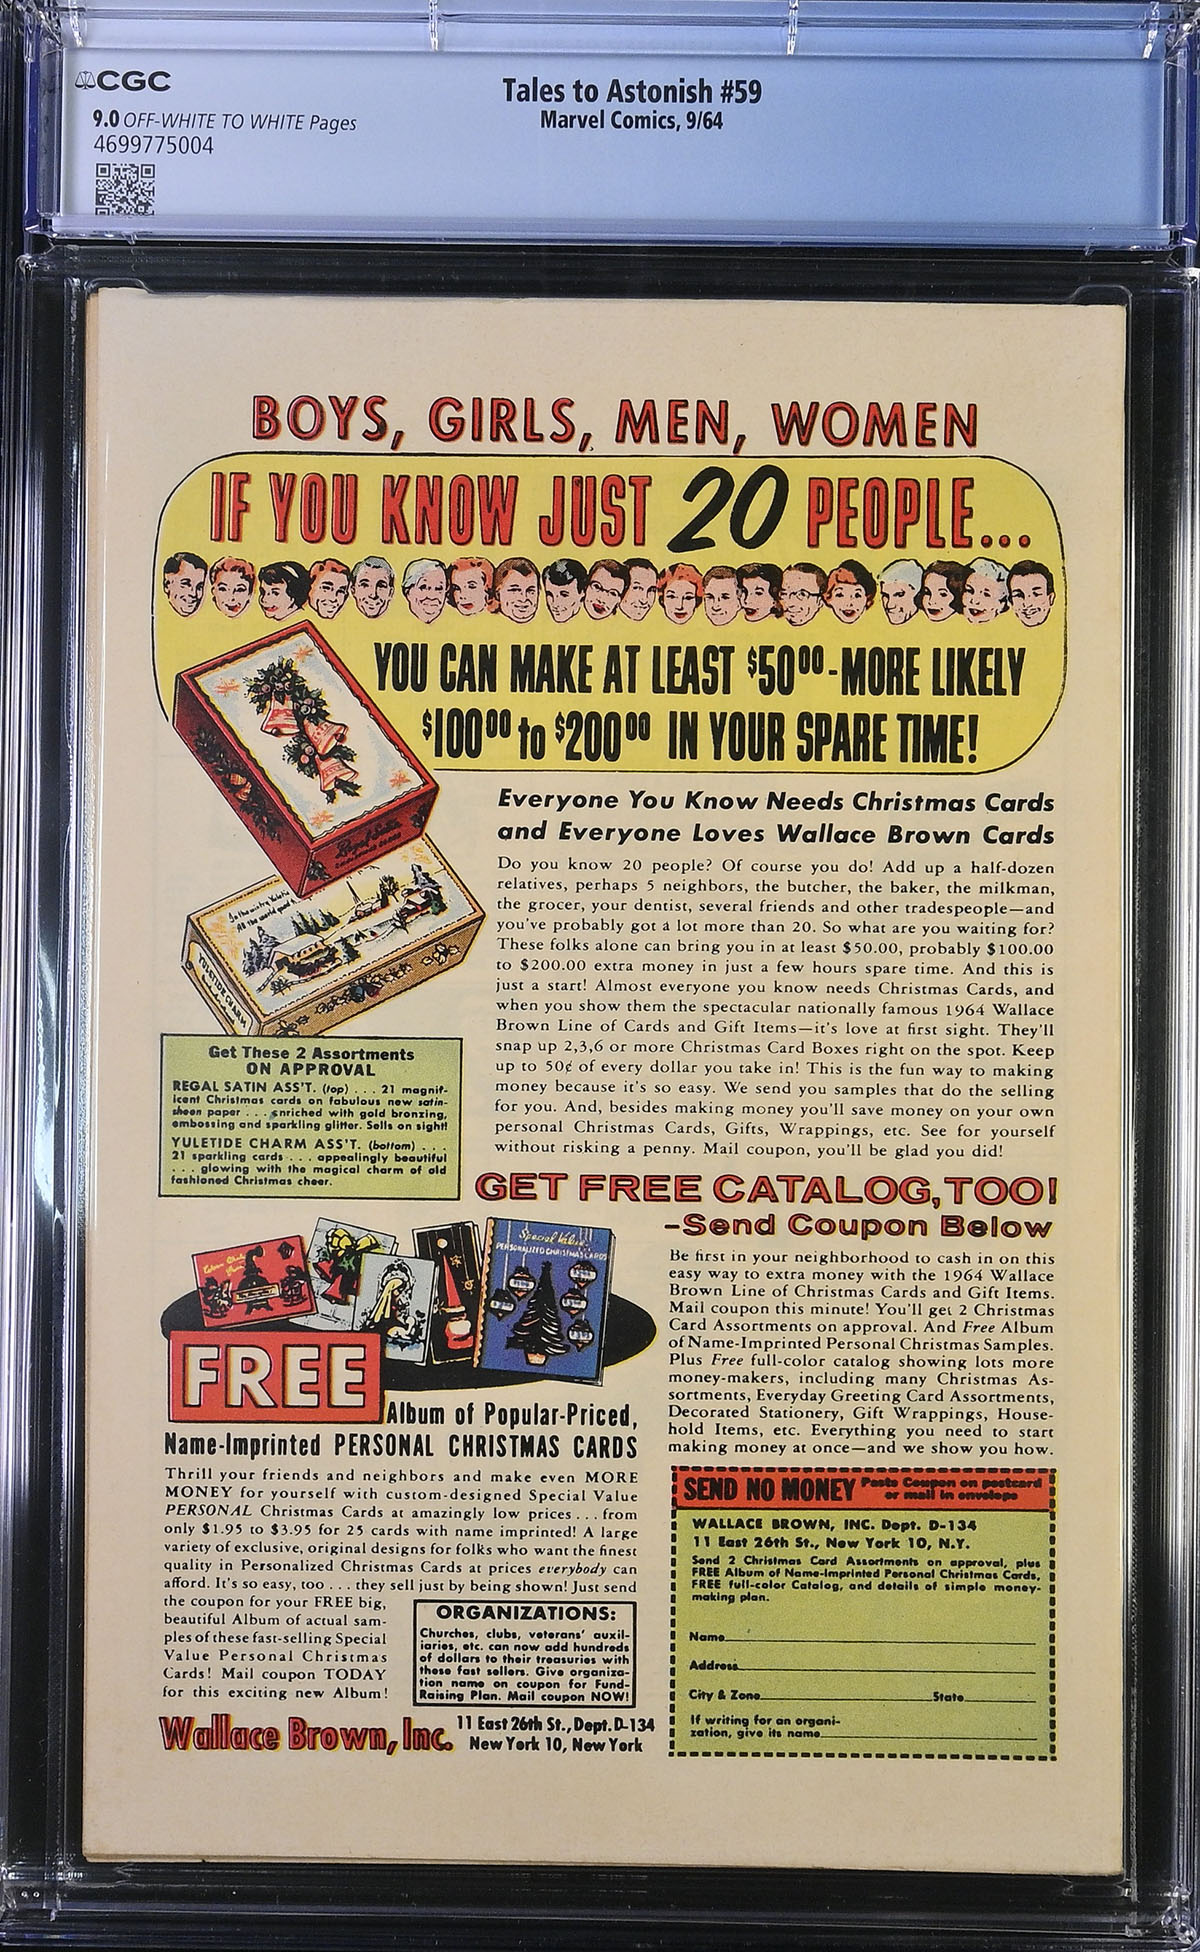 CGC
9.0 OFF-WHITE TO WHITE Pages
4699775004
Tales to Astonish #59
Marvel Comics, 9/64
BOYS, GIRLS, MEN, WOMEN
IF YOU KNOW JUST 20 PEOPLE...
YOU CAN MAKE AT LEAST $50⁰⁰-MORE LIKELY
$100⁰⁰ to $200⁰⁰ IN YOUR SPARE TIME!
Regal Satin
CHRISTMAS CARDS
YULETIDE CHARM
Everyone You Know Needs Christmas Cards
and Everyone Loves Wallace Brown Cards
Do you know 20 people? Of course you do! Add up a half-dozen
relatives, perhaps 5 neighbors, the butcher, the baker, the milkman,
the grocer, your dentist, several friends and other tradespeople—and
you've probably got a lot more than 20. So what are you waiting for?
These folks alone can bring you in at least $50.00, probably $100.00
to $200.00 extra money in just a few hours spare time. And this is
just a start! Almost everyone you know needs Christmas Cards, and
when you show them the spectacular nationally famous 1964 Wallace
Brown Line of Cards and Gift Items—it's love at first sight. They'll
snap up 2,3,6 or more Christmas Card Boxes right on the spot. Keep
up to 50¢ of every dollar you take in! This is the fun way to making
money because it's so easy. We send you samples that do the selling
for you. And, besides making money you'll save money on your own
personal Christmas Cards, Gifts, Wrappings, etc. See for yourself
without risking a penny. Mail coupon, you'll be glad you did!
Get These 2 Assortments
ON APPROVAL
REGAL SATIN ASS'T. (top) . . . 21 magnif-
icent Christmas cards on fabulous new satin-
sheen paper . . . enriched with gold bronzing,
embossing and sparkling glitter. Sells on sight!
YULETIDE CHARM ASS'T. (bottom) . . .
21 sparkling cards . . . appealingly beautiful
. . . glowing with the magical charm of old
fashioned Christmas cheer.
GET FREE CATALOG, TOO!
-Send Coupon Below
Be first in your neighborhood to cash in on this
easy way to extra money with the 1964 Wallace
Brown Line of Christmas Cards and Gift Items.
Mail coupon this minute! You'll get 2 Christmas
Card Assortments on approval. And Free Album
of Name-Imprinted Personal Christmas Samples.
Plus Free full-color catalog showing lots more
money-makers, including many Christmas As-
sortments, Everyday Greeting Card Assortments,
Decorated Stationery, Gift Wrappings, House-
hold Items, etc. Everything you need to start
making money at once—and we show you how.
Special Value
PERSONALIZED CHRISTMAS CARDS
FREE
Album of Popular-Priced,
Name-Imprinted PERSONAL CHRISTMAS CARDS
Thrill your friends and neighbors and make even MORE
MONEY for yourself with custom-designed Special Value
PERSONAL Christmas Cards at amazingly low prices . . . from
only $1.95 to $3.95 for 25 cards with name imprinted! A large
variety of exclusive, original designs for folks who want the finest
quality in Personalized Christmas Cards at prices everybody can
afford. It's so easy, too . . . they sell just by being shown! Just send
the coupon for your FREE big,
beautiful Album of actual sam-
ples of these fast-selling Special
Value Personal Christmas
Cards! Mail coupon TODAY
for this exciting new Album!
ORGANIZATIONS:
Churches, clubs, veterans' auxil-
iaries, etc. can now add hundreds
of dollars to their treasuries with
these fast sellers. Give organiza-
tion name on coupon for Fund-
Raising Plan. Mail coupon NOW!
Wallace Brown, Inc. 11 East 26th St., Dept. D-134
New York 10, New York
SEND NO MONEY Paste Coupon on postcard
or mail in envelope
WALLACE BROWN, INC. Dept. D-134
11 East 26th St., New York 10, N.Y.
Send 2 Christmas Card Assortments on approval, plus
FREE Album of Name-Imprinted Personal Christmas Cards,
FREE full-color Catalog, and details of simple money-
making plan.
Name
Address
City & Zone State
If writing for an organi-
zation, give its name